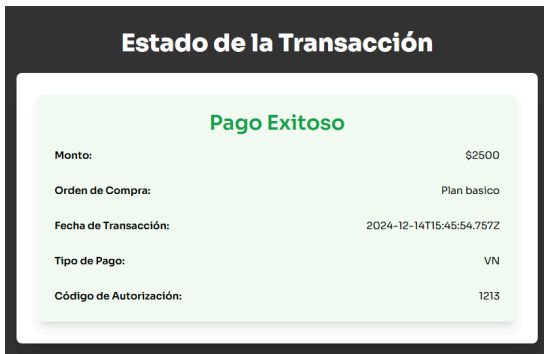 Estado de la Transacción
Pago Exitoso
Monto: $2500
Orden de Compra: Plan basico
Fecha de Transacción: 2024-12-14T15:45:54.757Z
Tipo de Pago: VN
Código de Autorización: 1213